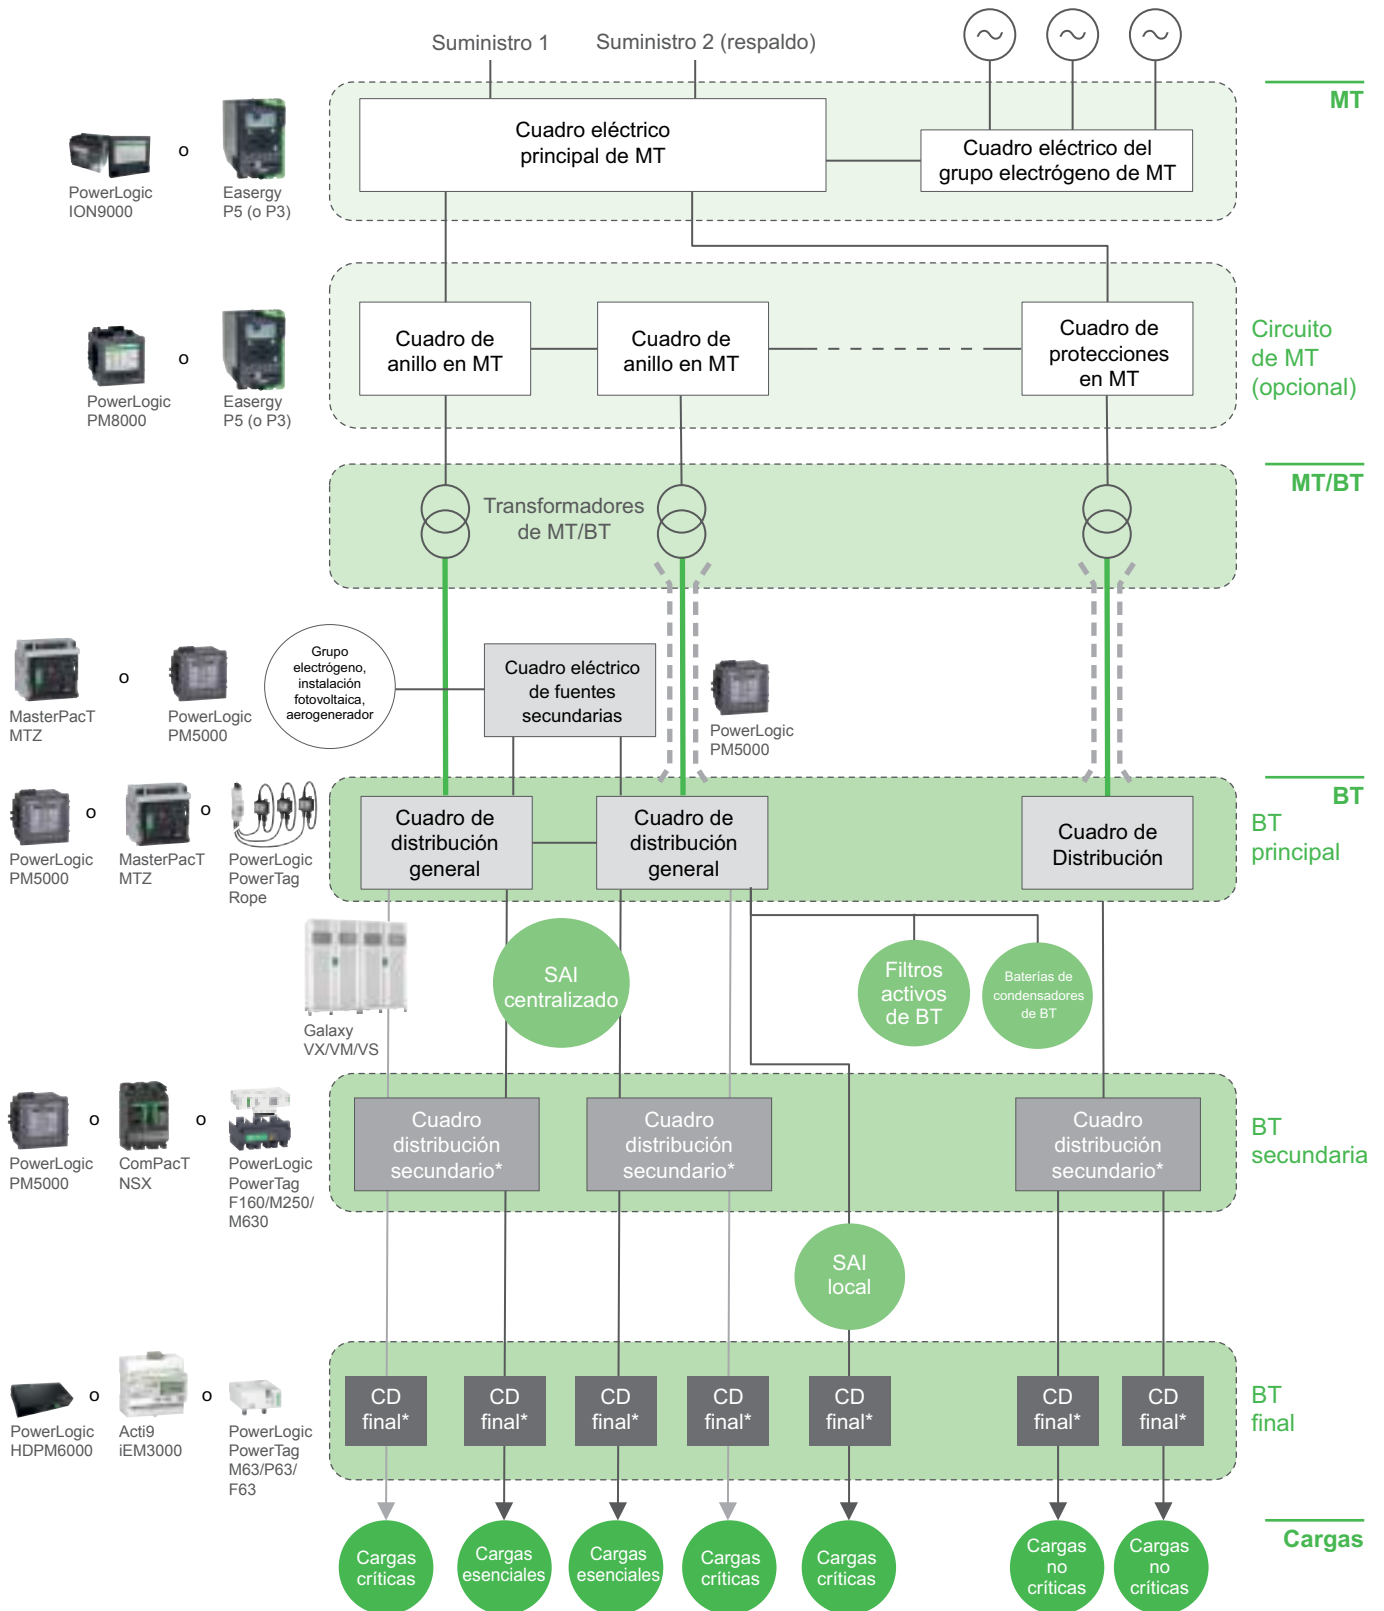 Suministro 1
Suministro 2 (respaldo)
MT
Cuadro eléctrico
principal de MT
Cuadro eléctrico del
grupo electrógeno de MT
o
PowerLogic
ION9000
Easergy
P5 (o P3)
Circuito
de MT
(opcional)
Cuadro de
anillo en MT
Cuadro de
anillo en MT
Cuadro de
protecciones
en MT
o
PowerLogic
PM8000
Easergy
P5 (o P3)
MT/BT
Transformadores
de MT/BT
o
MasterPacT
MTZ
PowerLogic
PM5000
Grupo
electrógeno,
instalación
fotovoltaica,
aerogenerador
Cuadro eléctrico
de fuentes
secundarias
PowerLogic
PM5000
BT
BT
principal
o
o
PowerLogic
PM5000
MasterPacT
MTZ
PowerLogic
PowerTag
Rope
Cuadro de
distribución
general
Cuadro de
distribución
general
Cuadro de
Distribución
Galaxy
VX/VM/VS
SAI
centralizado
Filtros
activos
de BT
Baterías de
condensadores
de BT
o
o
PowerLogic
PM5000
ComPacT
NSX
PowerLogic
PowerTag
F160/M250/
M630
Cuadro
distribución
secundario*
Cuadro
distribución
secundario*
Cuadro
distribución
secundario*
BT
secundaria
SAI
local
o
o
PowerLogic
HDPM6000
Acti9
iEM3000
PowerLogic
PowerTag
M63/P63/
F63
CD
final*
CD
final*
CD
final*
CD
final*
CD
final*
CD
final*
CD
final*
BT
final
Cargas
Cargas
críticas
Cargas
esenciales
Cargas
esenciales
Cargas
críticas
Cargas
críticas
Cargas
no
críticas
Cargas
no
críticas